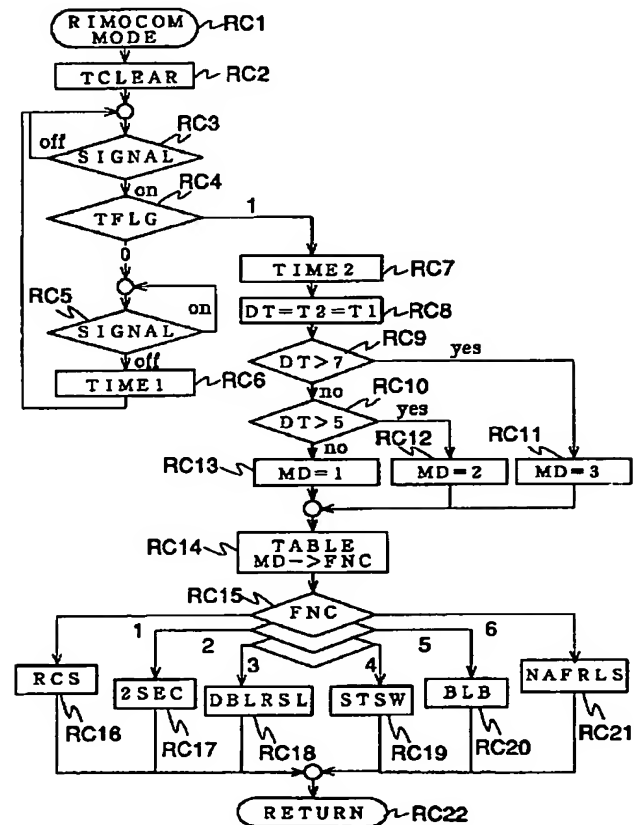 RIMOCOM
MODE
RC1
TCLEAR
RC2
RC3
off
SIGNAL
RC4
on
TFLG
1
0
TIME2
RC7
RC5
on
SIGNAL
DT=T2=T1
RC8
RC9
off
DT>7
yes
TIME1
RC6
no
RC10
DT>5
yes
RC12
RC11
no
RC13
MD=1
MD=2
MD=3
RC14
TABLE
MD->FNC
RC15
FNC
1
2
3
4
5
6
RCS
2SEC
DBLRSL
STSW
BLB
NAFRLS
RC16
RC17
RC18
RC19
RC20
RC21
RETURN
RC22